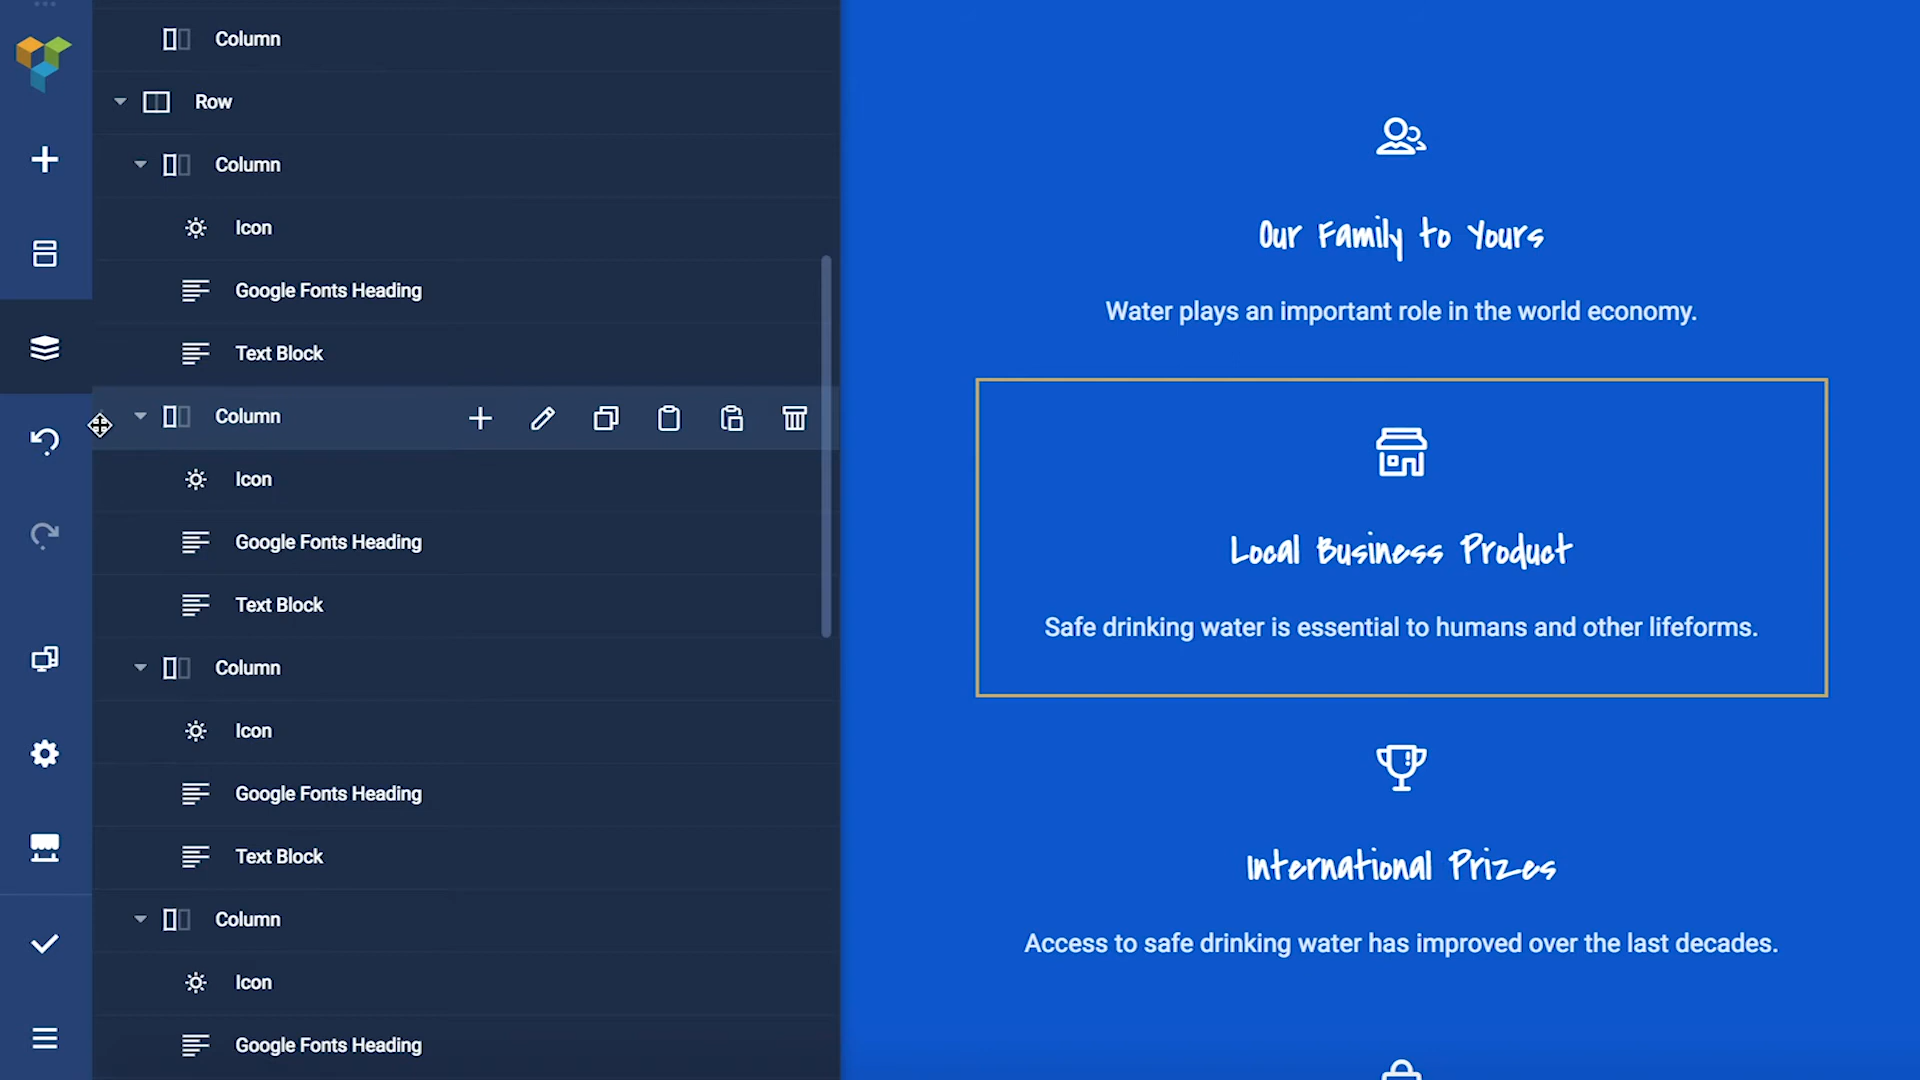 Column
Row
Column
Icon
Google Fonts Heading
Text Block
Column
Icon
Google Fonts Heading
Text Block
Column
Icon
Google Fonts Heading
Text Block
Column
Icon
Google Fonts Heading
Our Family to Yours
Water plays an important role in the world economy.
Local Business Product
Safe drinking water is essential to humans and other lifeforms.
International Prizes
Access to safe drinking water has improved over the last decades.